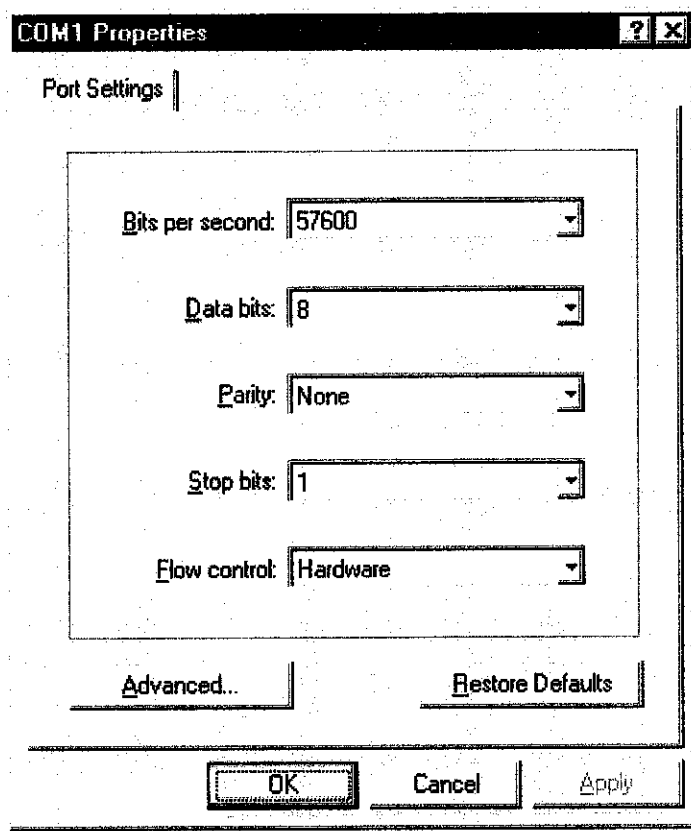 COM1 Properties ? X
Port Settings
Bits per second: 57600
Data bits: 8
Parity: None
Stop bits: 1
Flow control: Hardware
Advanced... Restore Defaults
OK Cancel Apply